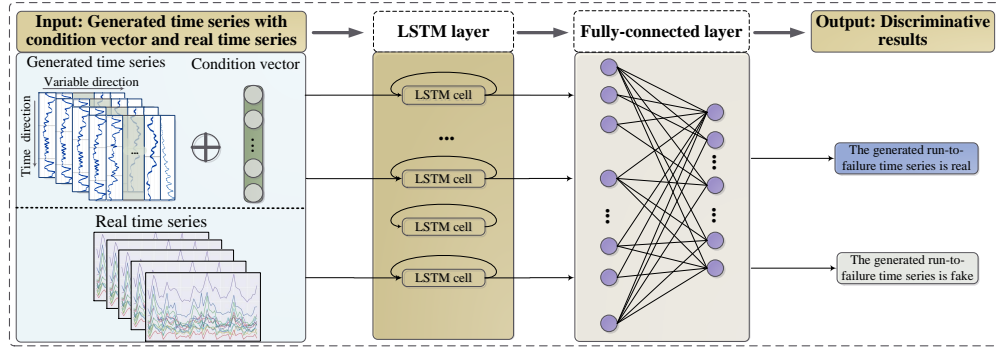 Input: Generated time series with
condition vector and real time series
LSTM layer
Fully-connected layer
Output: Discriminative
results
Generated time series
Condition vector
Variable direction
Time direction
...
LSTM cell
...
LSTM cell
LSTM cell
LSTM cell
...
...
...
...
The generated run-to-
failure time series is real
Real time series
The generated run-to-
failure time series is fake